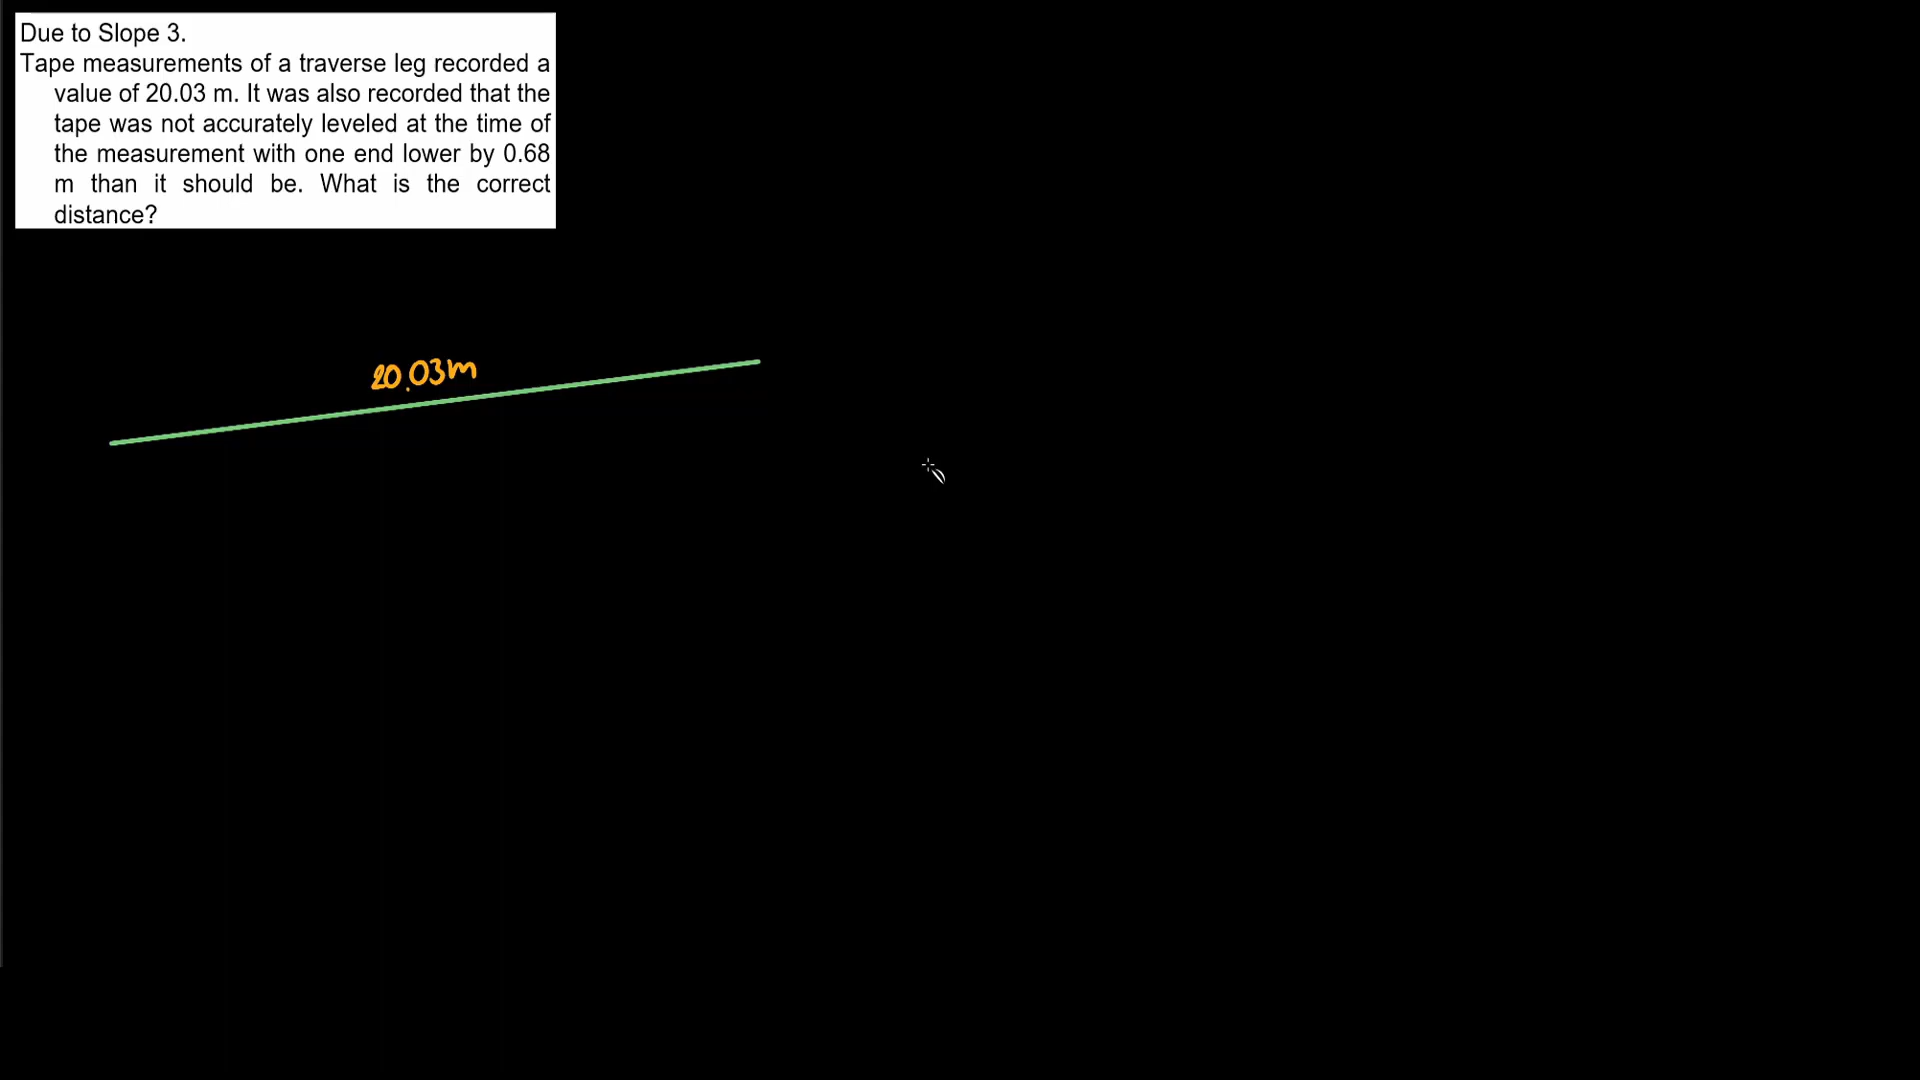 Due to Slope 3.
Tape measurements of a traverse leg recorded a
value of 20.03 m. It was also recorded that the
tape was not accurately leveled at the time of
the measurement with one end lower by 0.68
m than it should be. What is the correct
distance?
20.03m